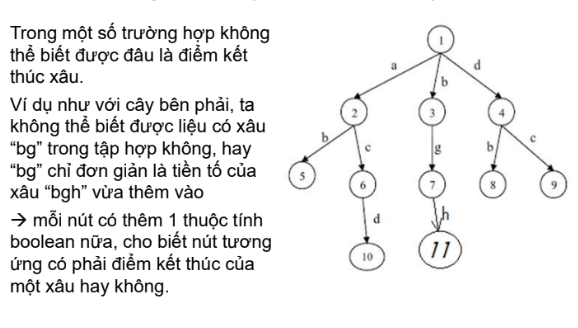 Trong một số trường hợp không
thể biết được đâu là điểm kết
thúc xâu.
Ví dụ như với cây bên phải, ta
không thể biết được liệu có xâu
“bg” trong tập hợp không, hay
“bg” chỉ đơn giản là tiền tố của
xâu “bgh” vừa thêm vào
→ mỗi nút có thêm 1 thuộc tính
boolean nữa, cho biết nút tương
ứng có phải điểm kết thúc của
một xâu hay không.
1
a b d
2 3 4
b c g b c
5 6 7 8 9
d h
10 11